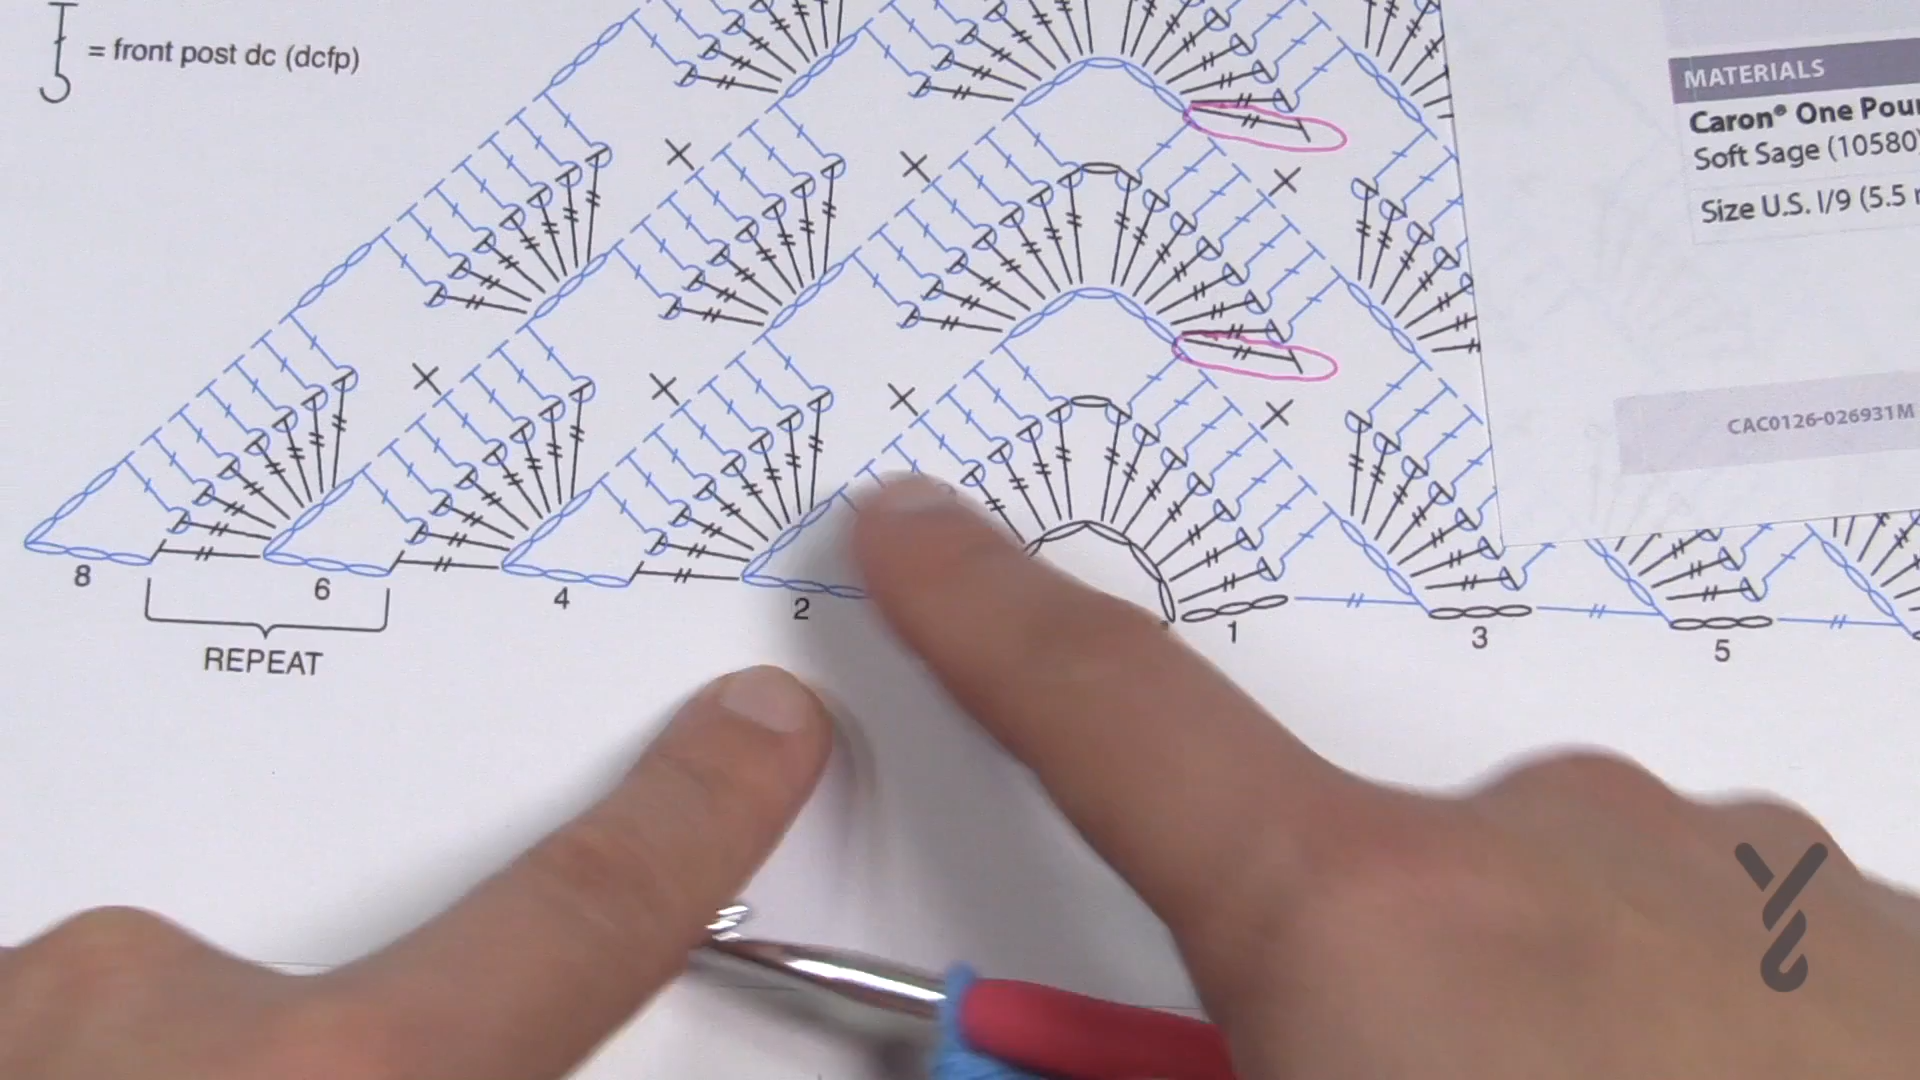 = front post dc (dcfp)
MATERIALS
Caron® One
Soft Sage (10580)
Size U.S. I/9 (5.5
CAC0126-026931M
8
6
4
2
1
3
5
REPEAT